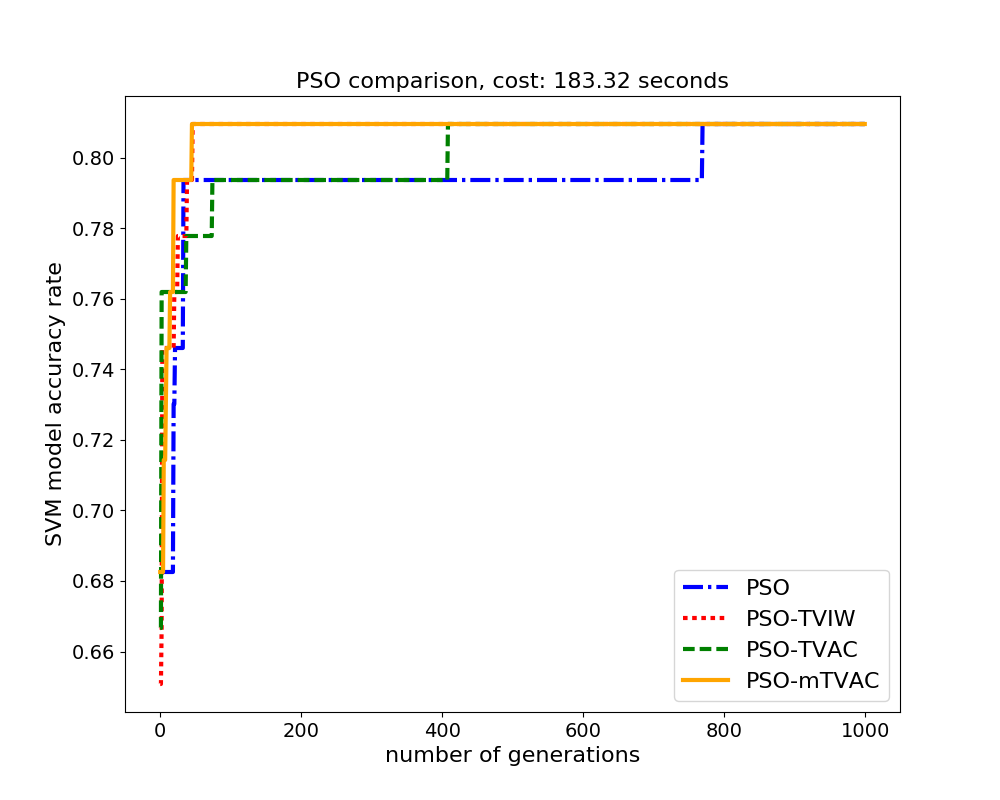 PSO comparison, cost: 183.32 seconds
SVM model accuracy rate
0.80
0.78
0.76
0.74
0.72
0.70
0.68
0.66
0
200
400
600
800
1000
number of generations
PSO
PSO-TVIW
PSO-TVAC
PSO-mTVAC